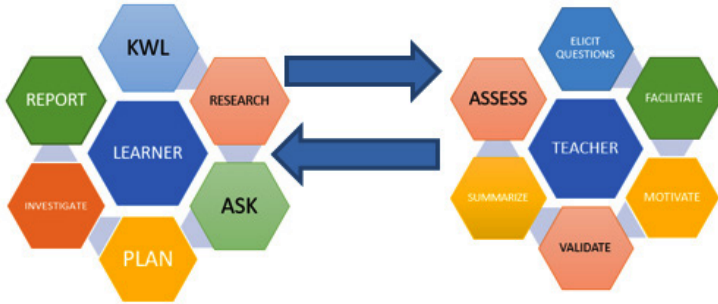 KWL
RESEARCH
ASK
PLAN
INVESTIGATE
REPORT
LEARNER
ELICIT
QUESTIONS
FACILITATE
MOTIVATE
VALIDATE
SUMMARIZE
ASSESS
TEACHER